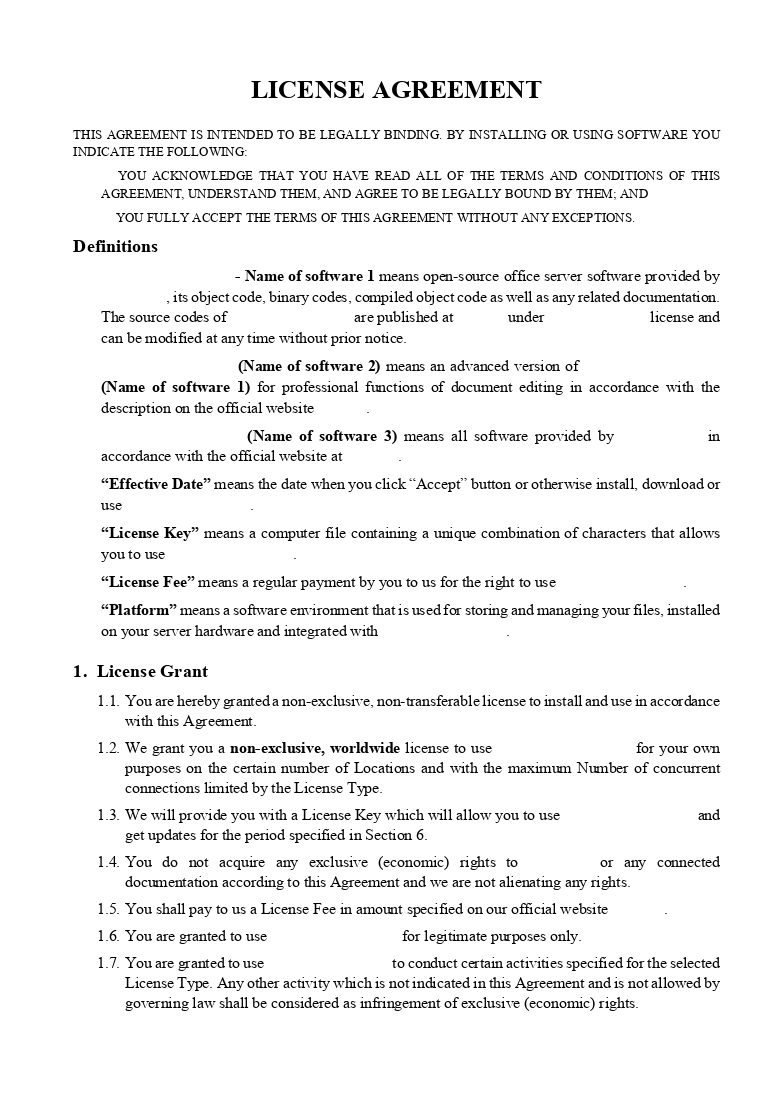 LICENSE AGREEMENT
THIS AGREEMENT IS INTENDED TO BE LEGALLY BINDING. BY INSTALLING OR USING SOFTWARE YOU
INDICATE THE FOLLOWING:
YOU ACKNOWLEDGE THAT YOU HAVE READ ALL OF THE TERMS AND CONDITIONS OF THIS
AGREEMENT, UNDERSTAND THEM, AND AGREE TO BE LEGALLY BOUND BY THEM; AND
YOU FULLY ACCEPT THE TERMS OF THIS AGREEMENT WITHOUT ANY EXCEPTIONS.
Definitions
- Name of software 1 means open-source office server software provided by
, its object code, binary codes, compiled object code as well as any related documentation.
The source codes of are published at under license and
can be modified at any time without prior notice.
(Name of software 2) means an advanced version of
(Name of software 1) for professional functions of document editing in accordance with the
description on the official website .
(Name of software 3) means all software provided by in
accordance with the official website at .
“Effective Date” means the date when you click “Accept” button or otherwise install, download or
use .
“License Key” means a computer file containing a unique combination of characters that allows
you to use .
“License Fee” means a regular payment by you to us for the right to use .
“Platform” means a software environment that is used for storing and managing your files, installed
on your server hardware and integrated with .
1. License Grant
1.1. You are hereby granted a non-exclusive, non-transferable license to install and use in accordance
with this Agreement.
1.2. We grant you a non-exclusive, worldwide license to use for your own
purposes on the certain number of Locations and with the maximum Number of concurrent
connections limited by the License Type.
1.3. We will provide you with a License Key which will allow you to use and
get updates for the period specified in Section 6.
1.4. You do not acquire any exclusive (economic) rights to or any connected
documentation according to this Agreement and we are not alienating any rights.
1.5. You shall pay to us a License Fee in amount specified on our official website .
1.6. You are granted to use for legitimate purposes only.
1.7. You are granted to use to conduct certain activities specified for the selected
License Type. Any other activity which is not indicated in this Agreement and is not allowed by
governing law shall be considered as infringement of exclusive (economic) rights.